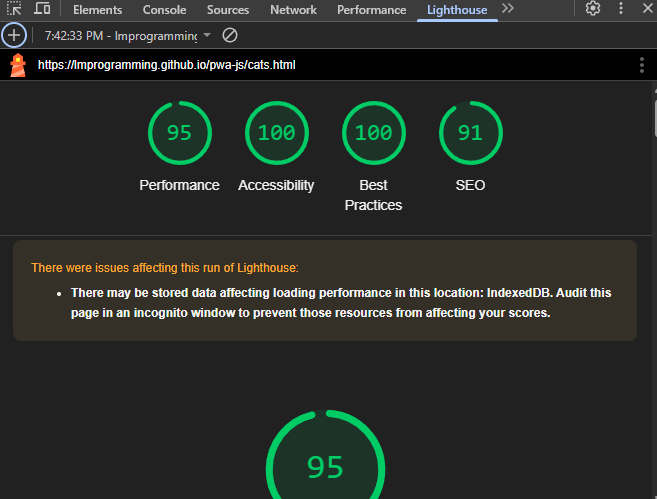 Elements Console Sources Network Performance Lighthouse
7:42:33 PM - lmprogramming
https://lmprogramming.github.io/pwa-js/cats.html
95 100 100 91
Performance Accessibility Best Practices SEO
There were issues affecting this run of Lighthouse:
There may be stored data affecting loading performance in this location: IndexedDB. Audit this
page in an incognito window to prevent those resources from affecting your scores.
95